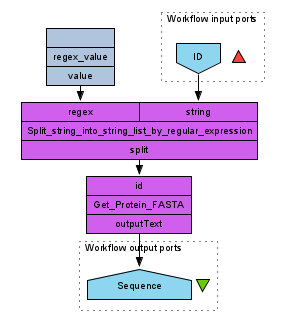 Workflow input ports
regex_value
value
ID
regex string
Split_string_into_string_list_by_regular_expression
split
id
Get_Protein_FASTA
outputText
Workflow output ports
Sequence